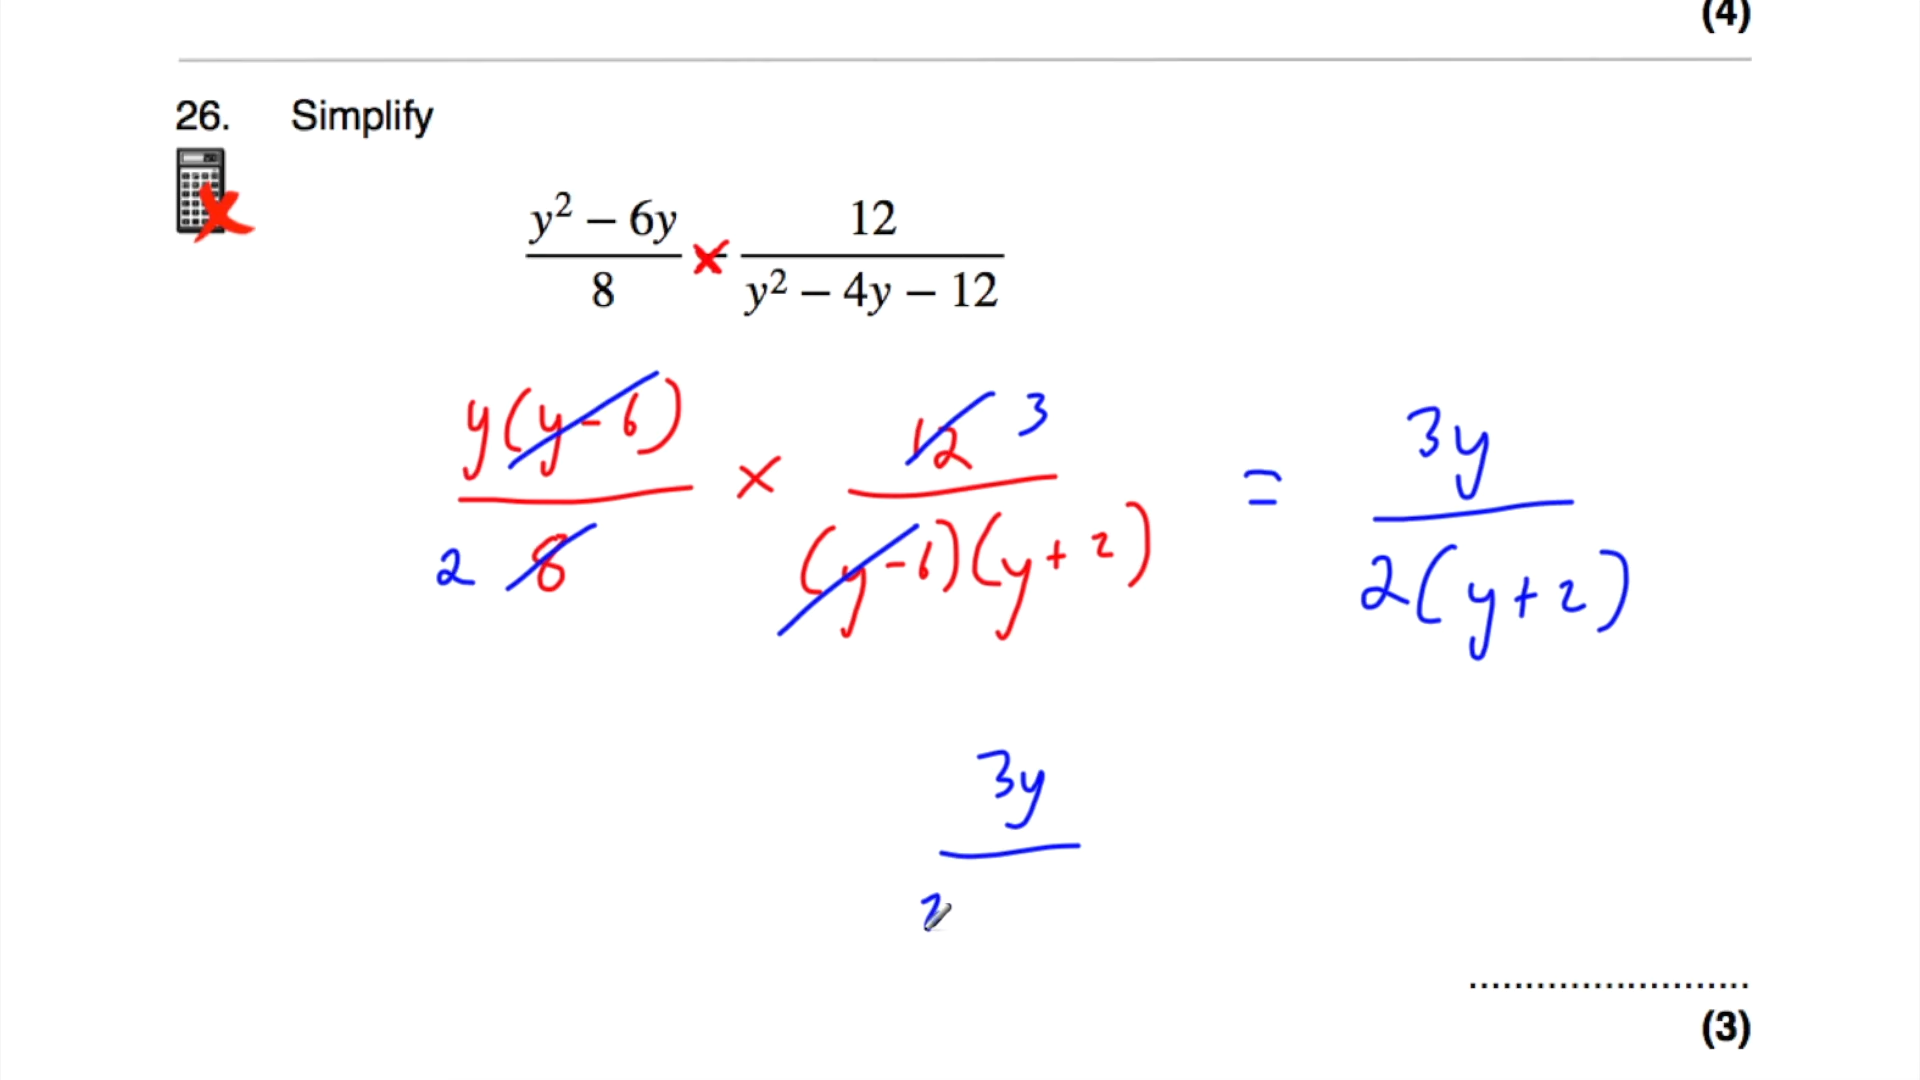 (4)
26. Simplify
y² – 6y / 8 × 12 / y² – 4y – 12
y(y-6) / 2 8 × 12 3 / (y-6)(y+2) = 3y / 2(y+2)
3y / 2
(3)